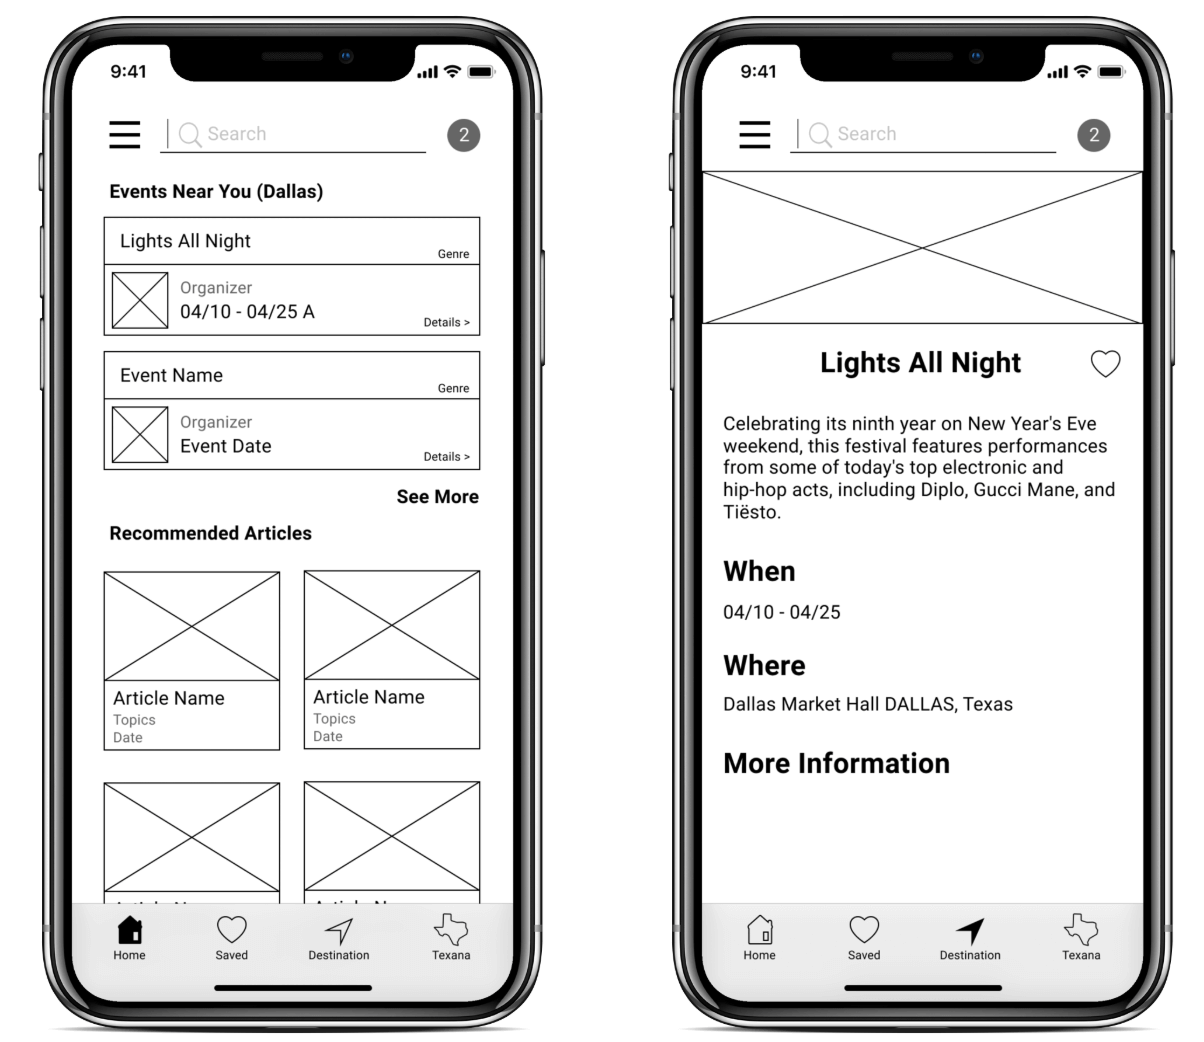 9:41
Search
2
Events Near You (Dallas)
Lights All Night
Genre
Organizer
04/10 - 04/25 A
Details >
Event Name
Genre
Organizer
Event Date
Details >
See More
Recommended Articles
Article Name
Topics
Date
Article Name
Topics
Date
Home
Saved
Destination
Texana
9:41
Search
2
Lights All Night
Celebrating its ninth year on New Year's Eve
weekend, this festival features performances
from some of today's top electronic and
hip-hop acts, including Diplo, Gucci Mane, and
Tiësto.
When
04/10 - 04/25
Where
Dallas Market Hall DALLAS, Texas
More Information
Home
Saved
Destination
Texana